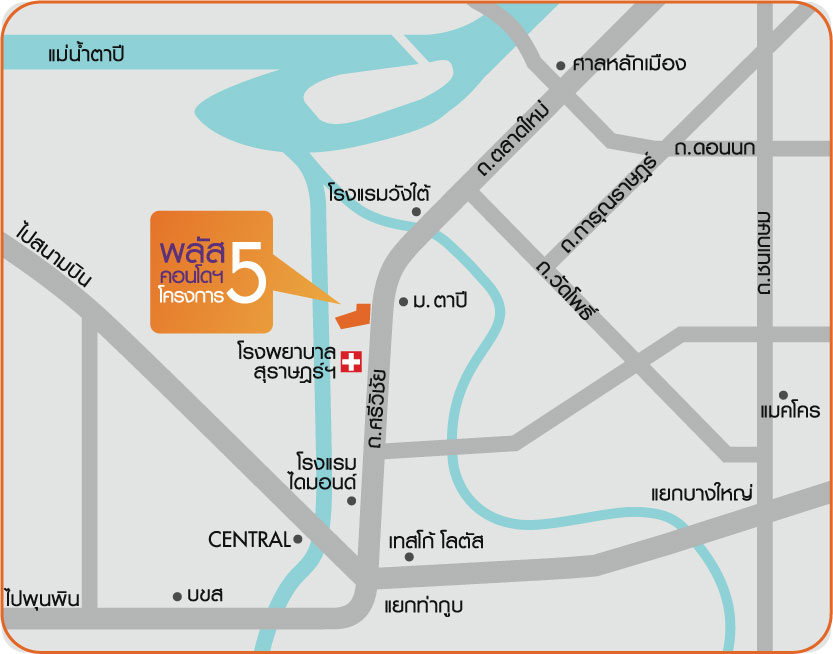 แม่น้ำตาปี
ศาลหลักเมือง
ถ.ตลาดใหม่
ถ.ดอนนก
ถ.การุณราษฎร์
โรงแรมวังใต้
ไปสนามบิน
พลัส
คอนโดฯ
โครงการ
5
ถ.ชนเกษม
ถ.วัดโพธิ์
ม.ตาปี
โรงพยาบาล
สุราษฎร์ฯ
ถ.ศรีวิชัย
แมคโคร
โรงแรม
ไดมอนด์
แยกบางใหญ่
CENTRAL
เทสโก้ โลตัส
ไปพุนพิน
บขส
แยกท่ากูบ